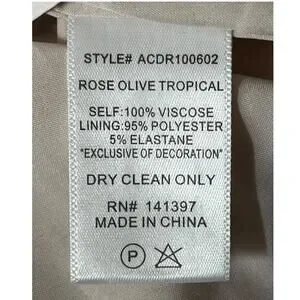 STYLE# ACDR100602
ROSE OLIVE TROPICAL
SELF:100% VISCOSE
LINING:95% POLYESTER
5% ELASTANE
"EXCLUSIVE OF DECORATION"
DRY CLEAN ONLY
RN# 141397
MADE IN CHINA
P